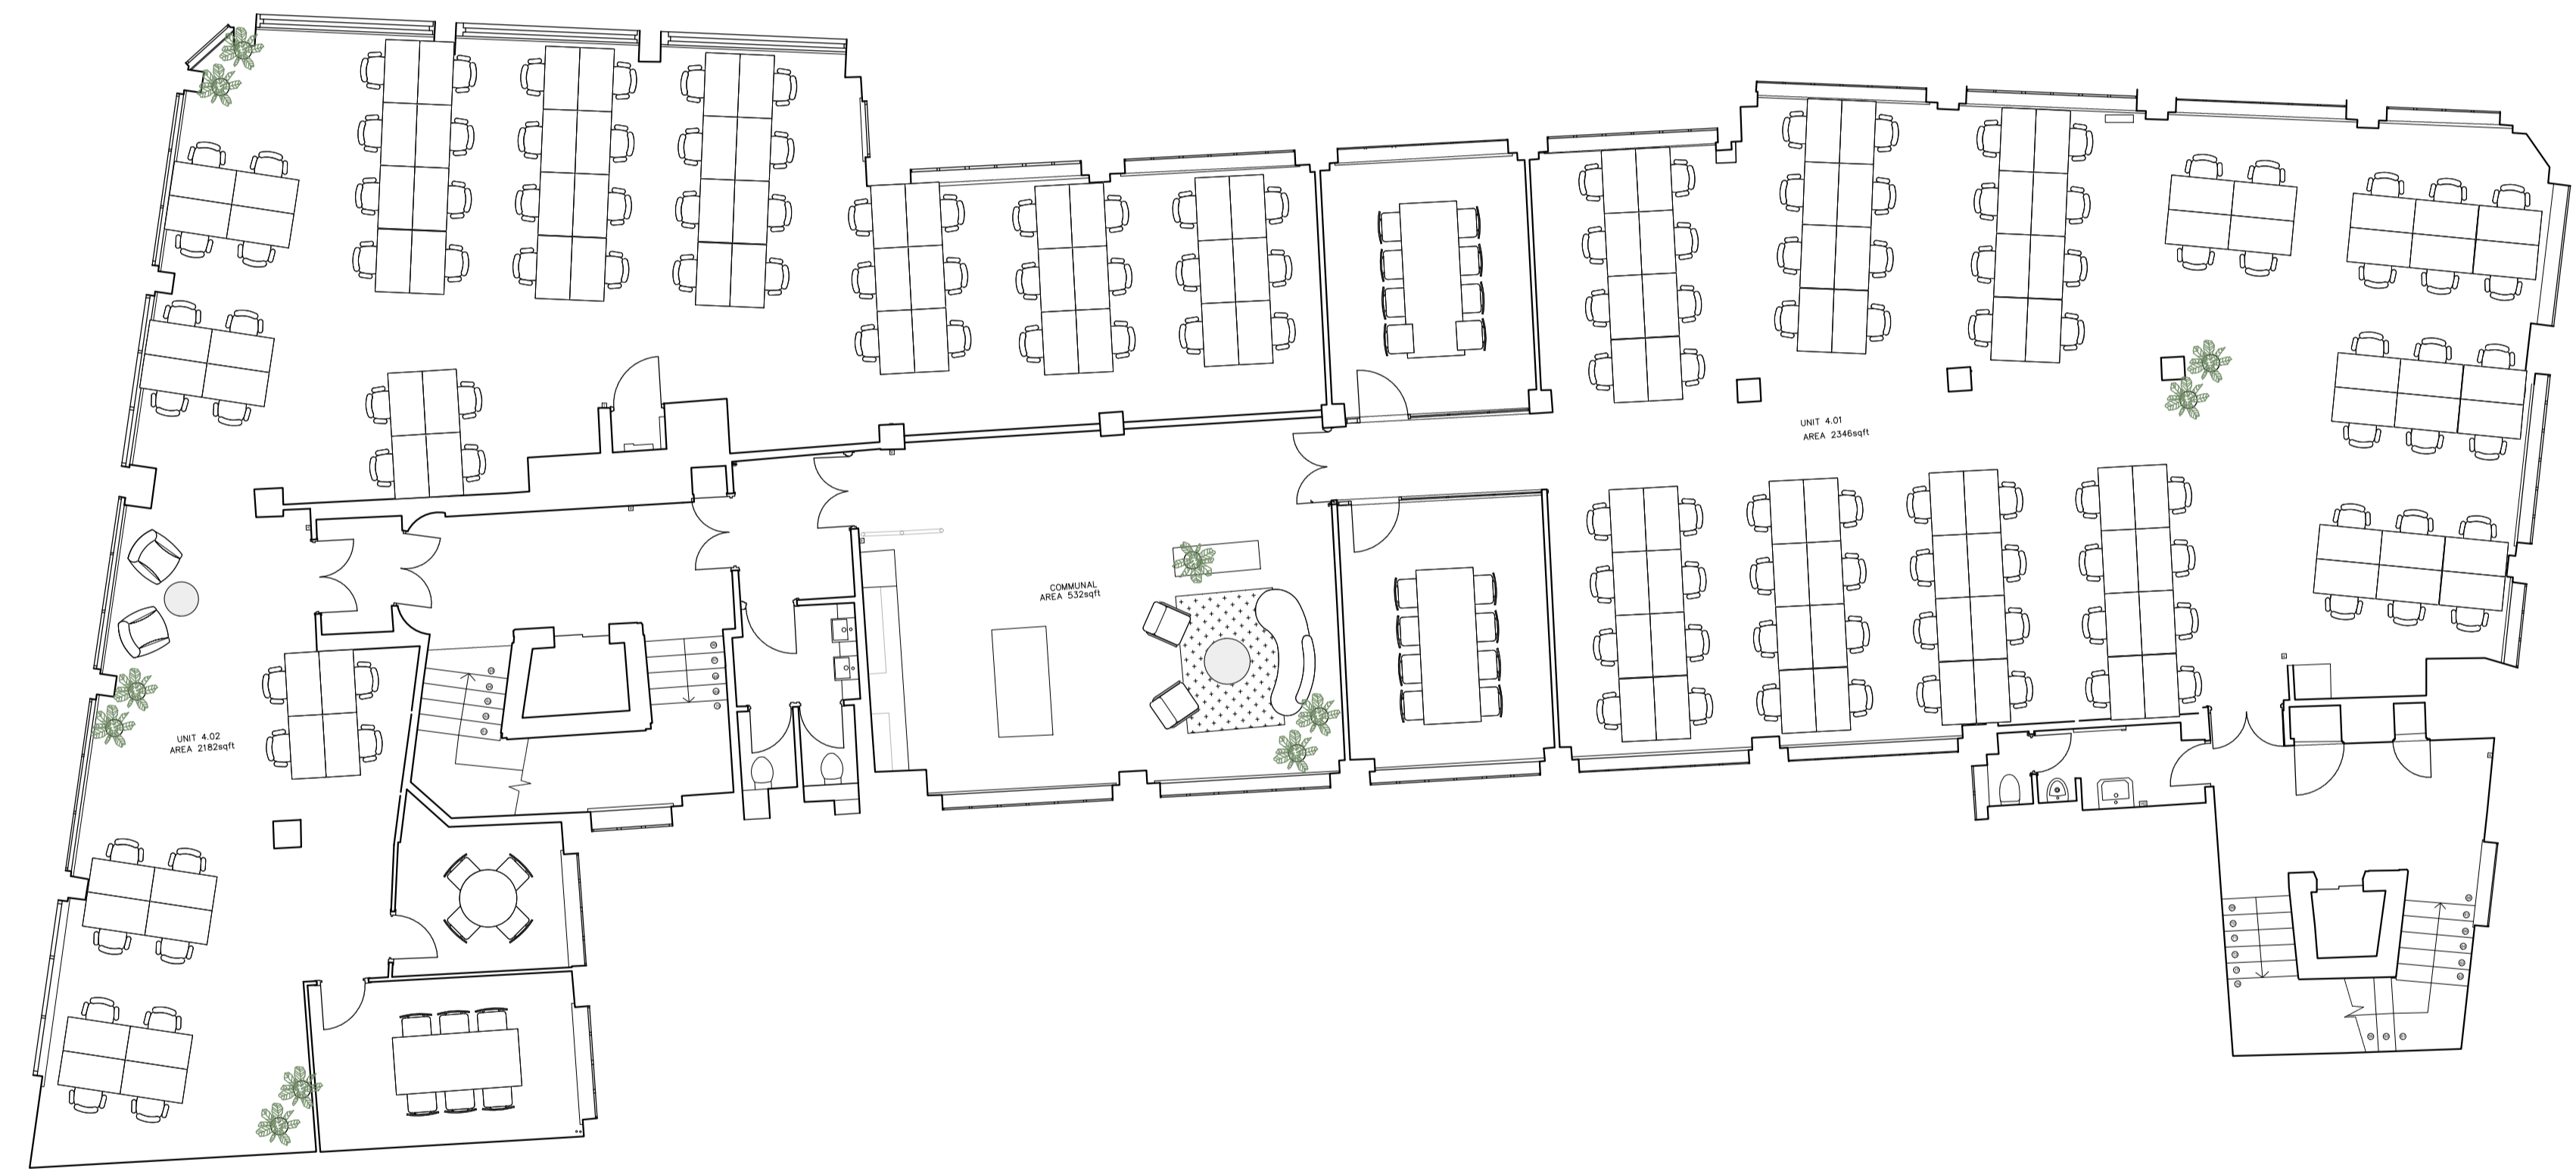 UNIT 4.01
AREA 2346sqft
COMMUNAL
AREA 532sqft
UNIT 4.02
AREA 2182sqft